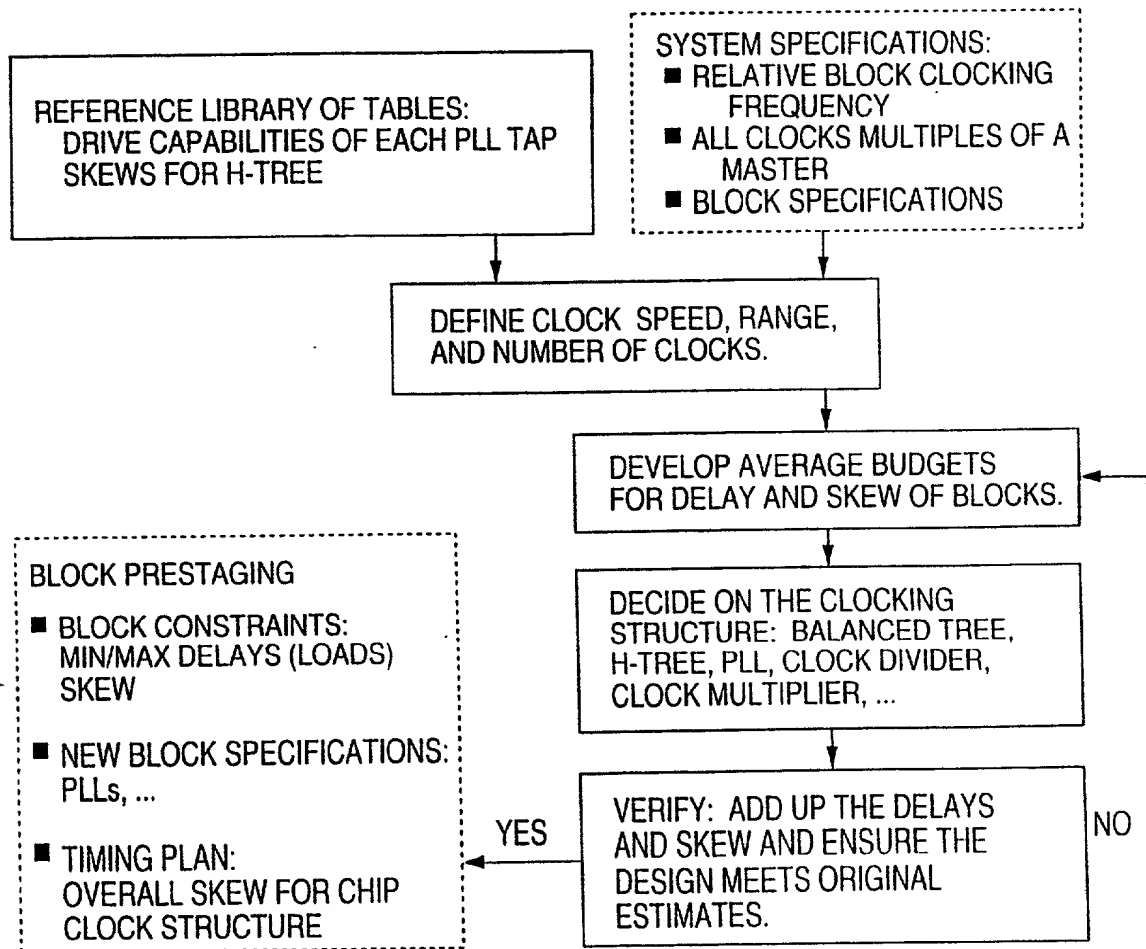 REFERENCE LIBRARY OF TABLES:
DRIVE CAPABILITIES OF EACH PLL TAP
SKEWS FOR H-TREE
SYSTEM SPECIFICATIONS:
■ RELATIVE BLOCK CLOCKING
FREQUENCY
■ ALL CLOCKS MULTIPLES OF A
MASTER
■ BLOCK SPECIFICATIONS
DEFINE CLOCK SPEED, RANGE,
AND NUMBER OF CLOCKS.
DEVELOP AVERAGE BUDGETS
FOR DELAY AND SKEW OF BLOCKS.
DECIDE ON THE CLOCKING
STRUCTURE: BALANCED TREE,
H-TREE, PLL, CLOCK DIVIDER,
CLOCK MULTIPLIER, ...
VERIFY: ADD UP THE DELAYS
AND SKEW AND ENSURE THE
DESIGN MEETS ORIGINAL
ESTIMATES.
NO
YES
BLOCK PRESTAGING
■ BLOCK CONSTRAINTS:
MIN/MAX DELAYS (LOADS)
SKEW
■ NEW BLOCK SPECIFICATIONS:
PLLs, ...
■ TIMING PLAN:
OVERALL SKEW FOR CHIP
CLOCK STRUCTURE